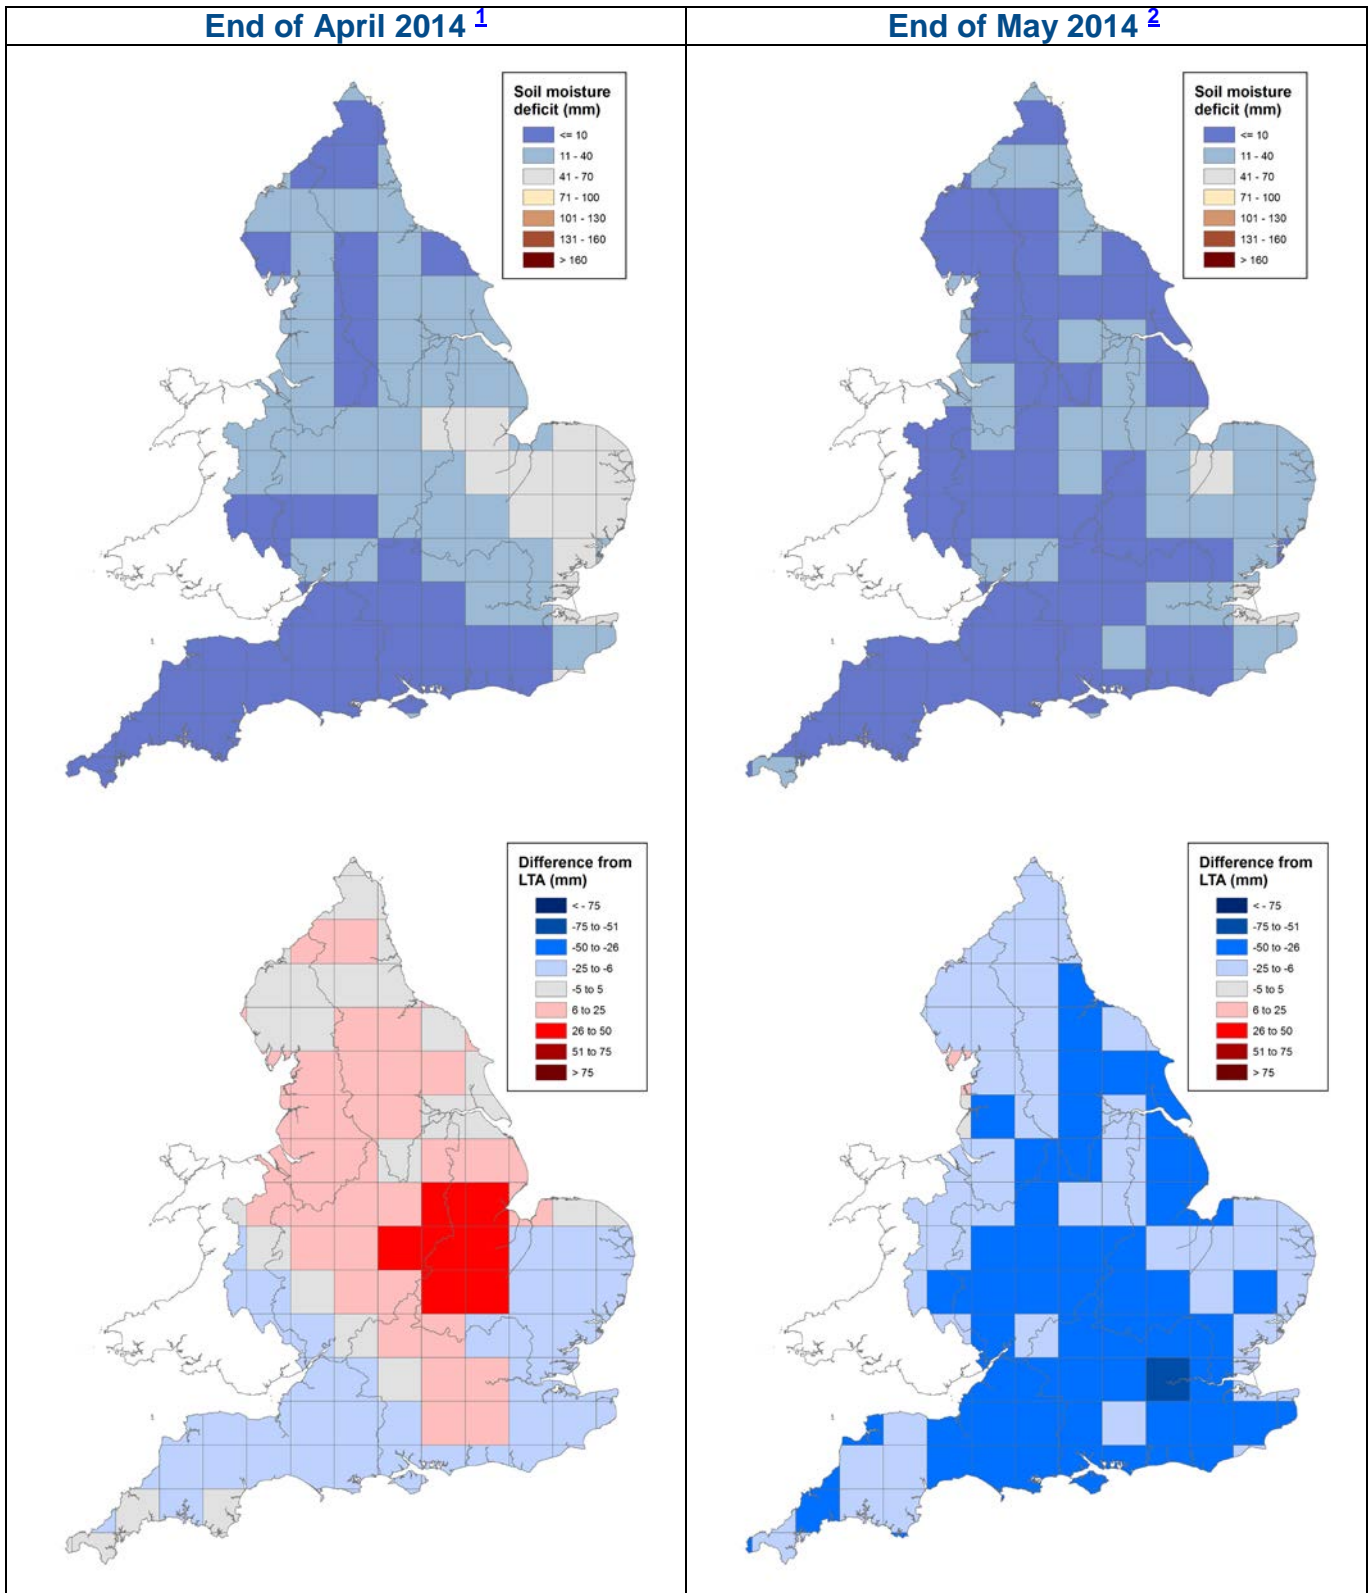 End of April 2014 1
End of May 2014 2
Soil moisture
deficit (mm)
<= 10
11 - 40
41 - 70
71 - 100
101 - 130
131 - 160
> 160
1
Soil moisture
deficit (mm)
<= 10
11 - 40
41 - 70
71 - 100
101 - 130
131 - 160
> 160
1
Difference from
LTA (mm)
< - 75
-75 to -51
-50 to -26
-25 to -6
-5 to 5
6 to 25
26 to 50
51 to 75
> 75
1
Difference from
LTA (mm)
< - 75
-75 to -51
-50 to -26
-25 to -6
-5 to 5
6 to 25
26 to 50
51 to 75
> 75
1